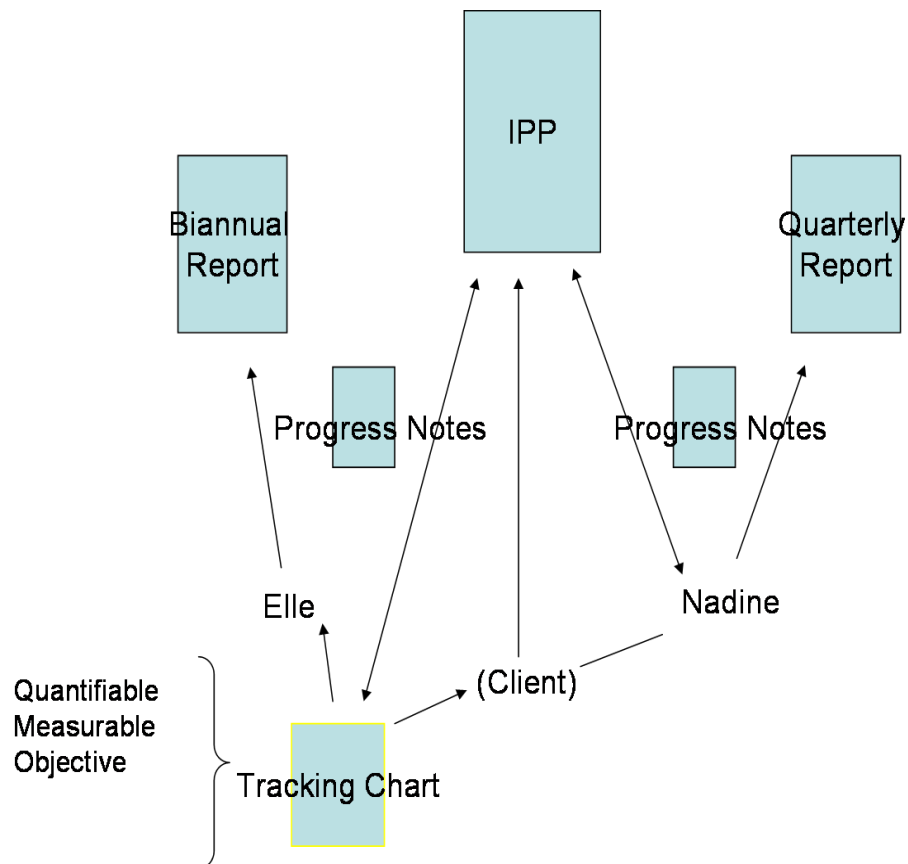 IPP
Biannual
Report
Quarterly
Report
Progress Notes
Progress Notes
Elle
Nadine
(Client)
Quantifiable
Measurable
Objective
Tracking Chart